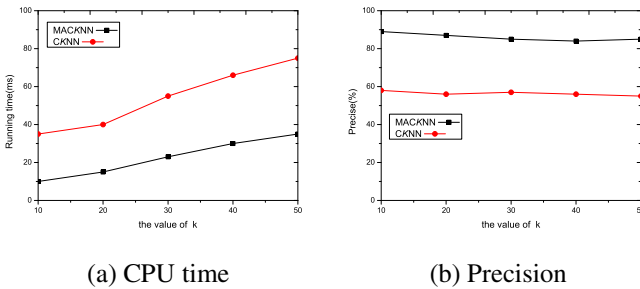 MACKNN
CKNN
Running time(ms)
100
80
60
40
20
0
10 20 30 40 50
the value of k
(a) CPU time
MACKNN
CKNN
Precise(%)
100
80
60
40
20
0
10 20 30 40 50
the value of k
(b) Precision